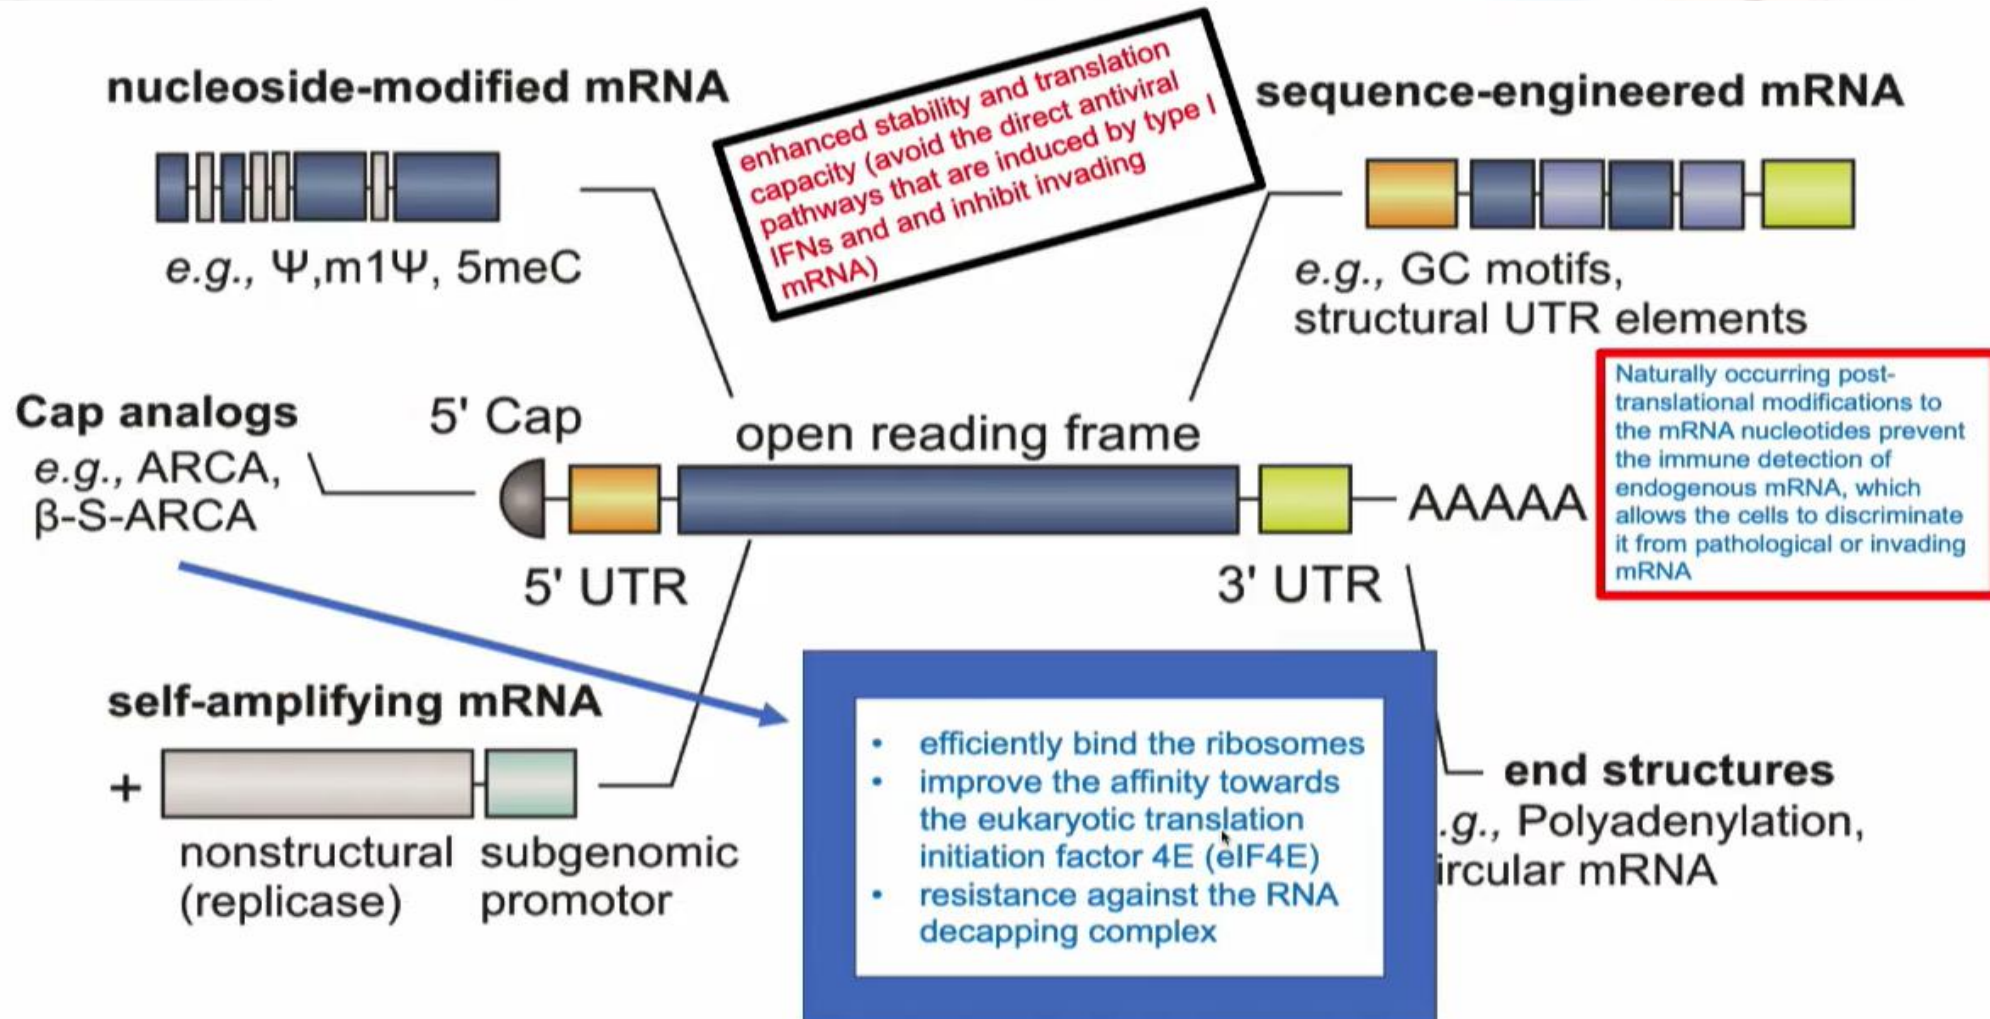 nucleoside-modified mRNA
e.g., Ψ,m1Ψ, 5meC
enhanced stability and translation
capacity (avoid the direct antiviral
pathways that are induced by type I
IFNs and and inhibit invading
mRNA)
sequence-engineered mRNA
e.g., GC motifs,
structural UTR elements
Cap analogs
e.g., ARCA,
β-S-ARCA
5' Cap
open reading frame
AAAAA
5' UTR
3' UTR
Naturally occurring post-
translational modifications to
the mRNA nucleotides prevent
the immune detection of
endogenous mRNA, which
allows the cells to discriminate
it from pathological or invading
mRNA
self-amplifying mRNA
+
nonstructural
(replicase)
subgenomic
promotor
• efficiently bind the ribosomes
• improve the affinity towards
the eukaryotic translation
initiation factor 4E (eIF4E)
• resistance against the RNA
decapping complex
end structures
.g., Polyadenylation,
ircular mRNA